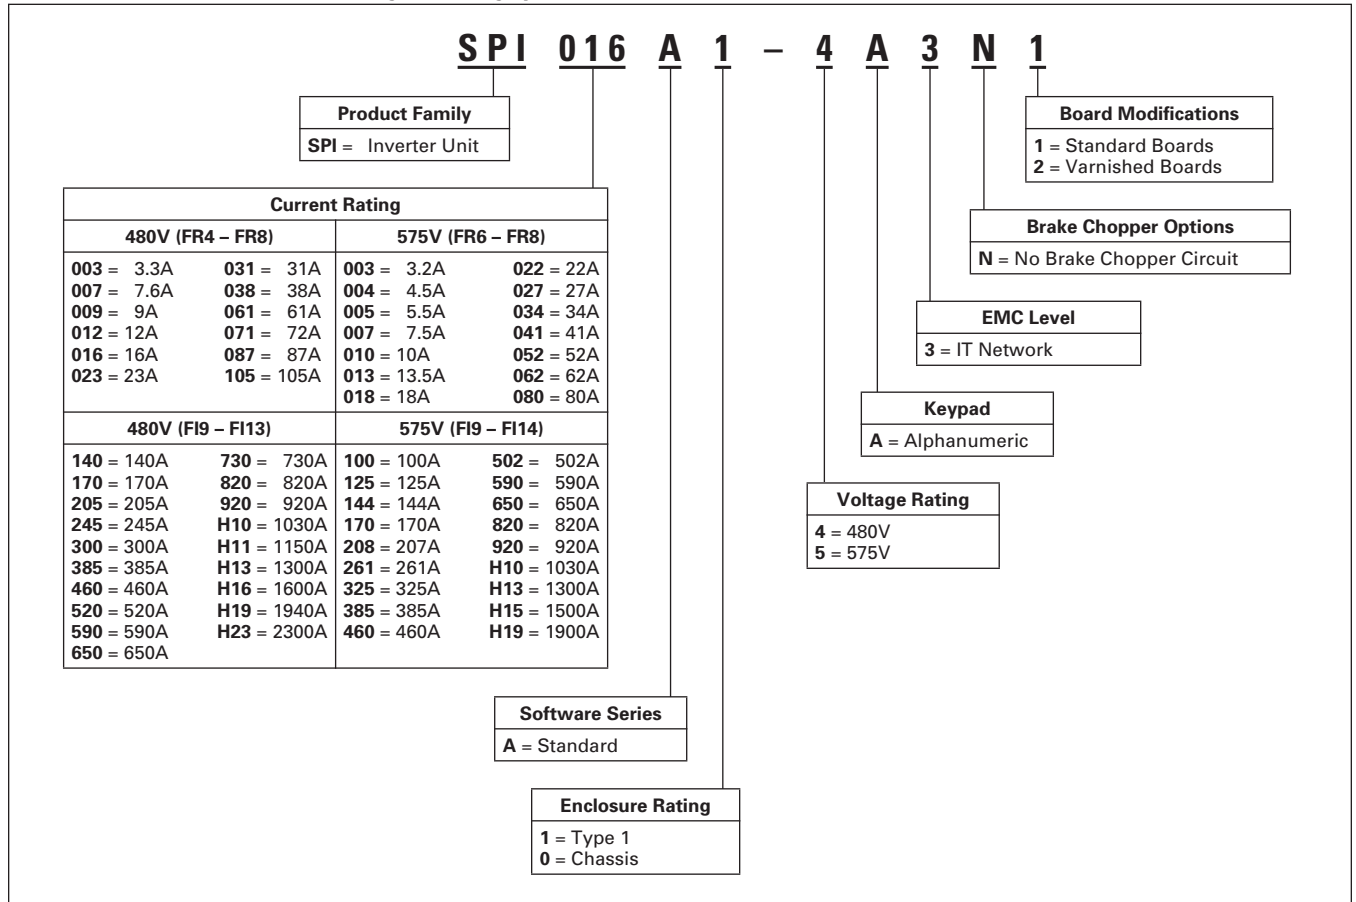 SPI 016 A 1 – 4 A 3 N 1
Product Family
SPI = Inverter Unit
Board Modifications
1 = Standard Boards
2 = Varnished Boards
Brake Chopper Options
N = No Brake Chopper Circuit
EMC Level
3 = IT Network
Keypad
A = Alphanumeric
Voltage Rating
4 = 480V
5 = 575V
Current Rating
480V (FR4 – FR8) 575V (FR6 – FR8)
003 = 3.3A 031 = 31A 003 = 3.2A 022 = 22A
007 = 7.6A 038 = 38A 004 = 4.5A 027 = 27A
009 = 9A 061 = 61A 005 = 5.5A 034 = 34A
012 = 12A 071 = 72A 007 = 7.5A 041 = 41A
016 = 16A 087 = 87A 010 = 10A 052 = 52A
023 = 23A 105 = 105A 013 = 13.5A 062 = 62A
018 = 18A 080 = 80A
480V (FI9 – FI13) 575V (FI9 – FI14)
140 = 140A 730 = 730A 100 = 100A 502 = 502A
170 = 170A 820 = 820A 125 = 125A 590 = 590A
205 = 205A 920 = 920A 144 = 144A 650 = 650A
245 = 245A H10 = 1030A 170 = 170A 820 = 820A
300 = 300A H11 = 1150A 208 = 207A 920 = 920A
385 = 385A H13 = 1300A 261 = 261A H10 = 1030A
460 = 460A H16 = 1600A 325 = 325A H13 = 1300A
520 = 520A H19 = 1940A 385 = 385A H15 = 1500A
590 = 590A H23 = 2300A 460 = 460A H19 = 1900A
650 = 650A
Software Series
A = Standard
Enclosure Rating
1 = Type 1
0 = Chassis